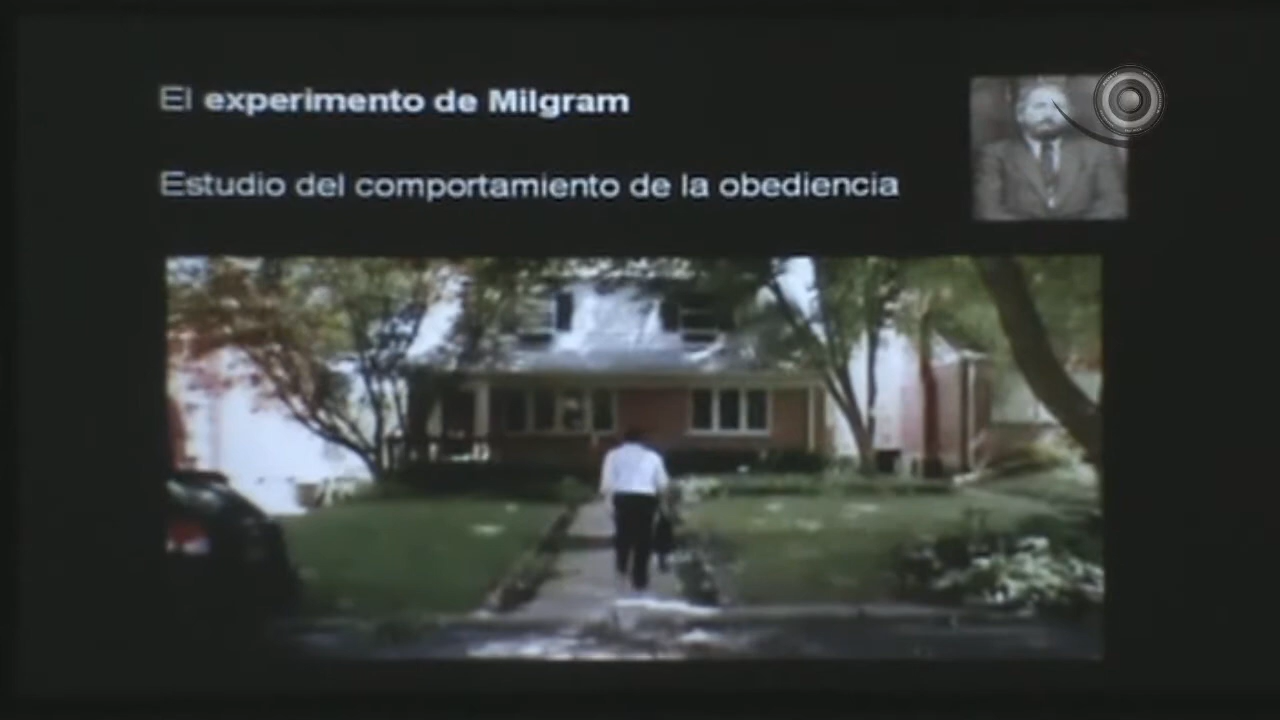 El experimento de Milgram
Estudio del comportamiento de la obediencia